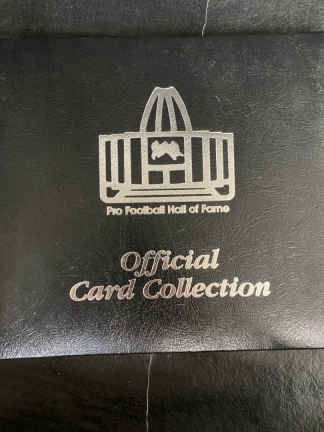 Pro Football Hall of Fame
Official
Card Collection